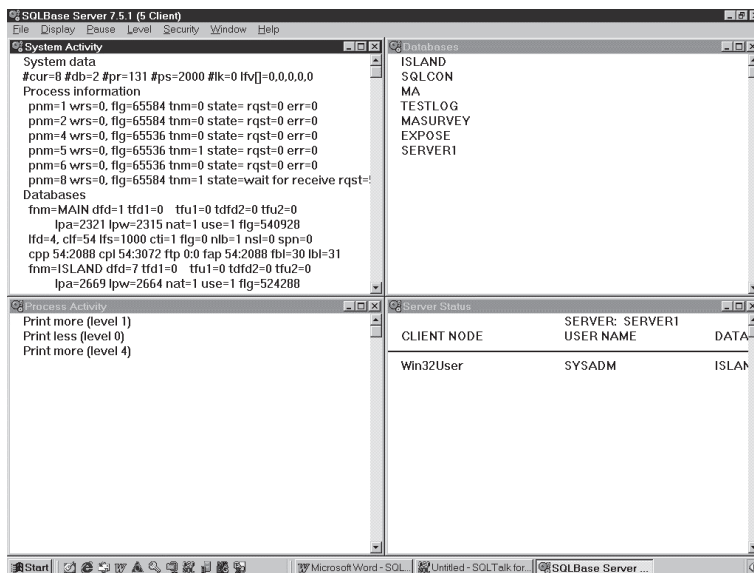 SQLBase Server 7.5.1 (5 Client)
File Display Pause Level Security Window Help
System Activity
System data
#cur=8 #db=2 #pr=131 #ps=2000 #lk=0 lfv[]=0,0,0,0,0
Process information
pnm=1 wrs=0, flg=65584 tnm=0 state= rqst=0 err=0
pnm=2 wrs=0, flg=65584 tnm=0 state= rqst=0 err=0
pnm=4 wrs=0, flg=65536 tnm=0 state= rqst=0 err=0
pnm=5 wrs=0, flg=65536 tnm=1 state= rqst=0 err=0
pnm=6 wrs=0, flg=65536 tnm=0 state= rqst=0 err=0
pnm=8 wrs=0, flg=65584 tnm=1 state=wait for receive rqst=
Databases
fnm=MAIN dfd=1 tfd1=0 tfu1=0 tdfd2=0 tfu2=0
lpa=2321 lpw=2315 nat=1 use=1 flg=540928
lfd=4, clf=54 lfs=1000 cti=1 flg=0 nlb=1 nsl=0 spn=0
cpp 54:2088 cpl 54:3072 ftp 0:0 fap 54:2088 fbl=30 lbl=31
fnm=ISLAND dfd=7 tfd1=0 tfu1=0 tdfd2=0 tfu2=0
lpa=2669 lpw=2664 nat=1 use=1 flg=524288
Databases
ISLAND
SQLCON
MA
TESTLOG
MASURVEY
EXPOSE
SERVER1
Process Activity
Print more (level 1)
Print less (level 0)
Print more (level 4)
Server Status
SERVER: SERVER1
CLIENT NODE USER NAME DATA
Win32User SYSADM ISLAN
Start Microsoft Word - SQL... Untitled - SQLTalk for... SQLBase Server ...